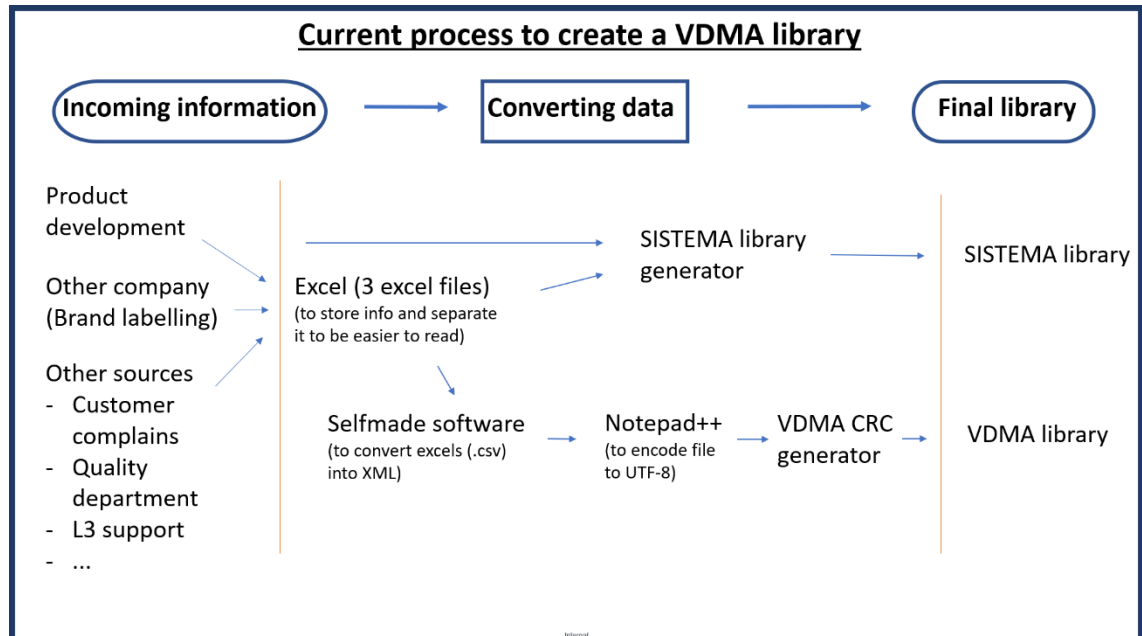 Current process to create a VDMA library
Incoming information
Converting data
Final library
Product
development
Other company
(Brand labelling)
Other sources
- Customer
complains
- Quality
department
- L3 support
- ...
Excel (3 excel files)
(to store info and separate
it to be easier to read)
SISTEMA library
generator
SISTEMA library
Selfmade software
(to convert excels (.csv)
into XML)
Notepad++
(to encode file
to UTF-8)
VDMA CRC
generator
VDMA library
Internal